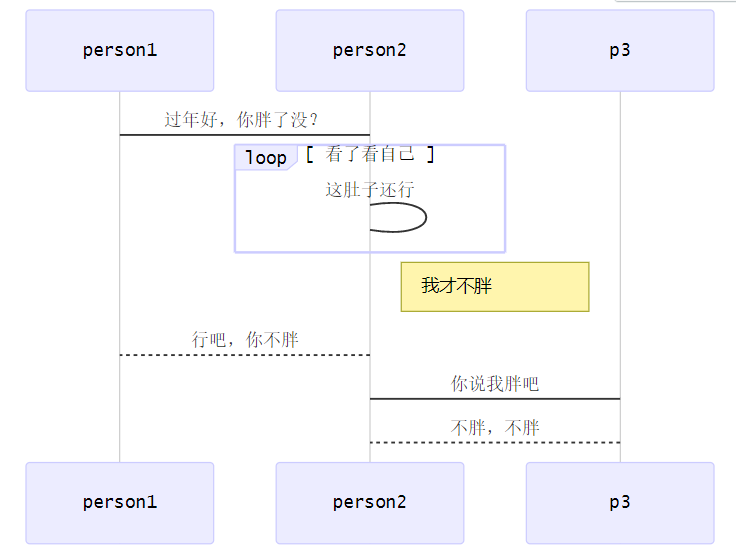 person1 person2 p3
过年好，你胖了没？
loop [ 看了看自己 ]
这肚子还行
我才不胖
行吧，你不胖
你说我胖吧
不胖，不胖
person1 person2 p3